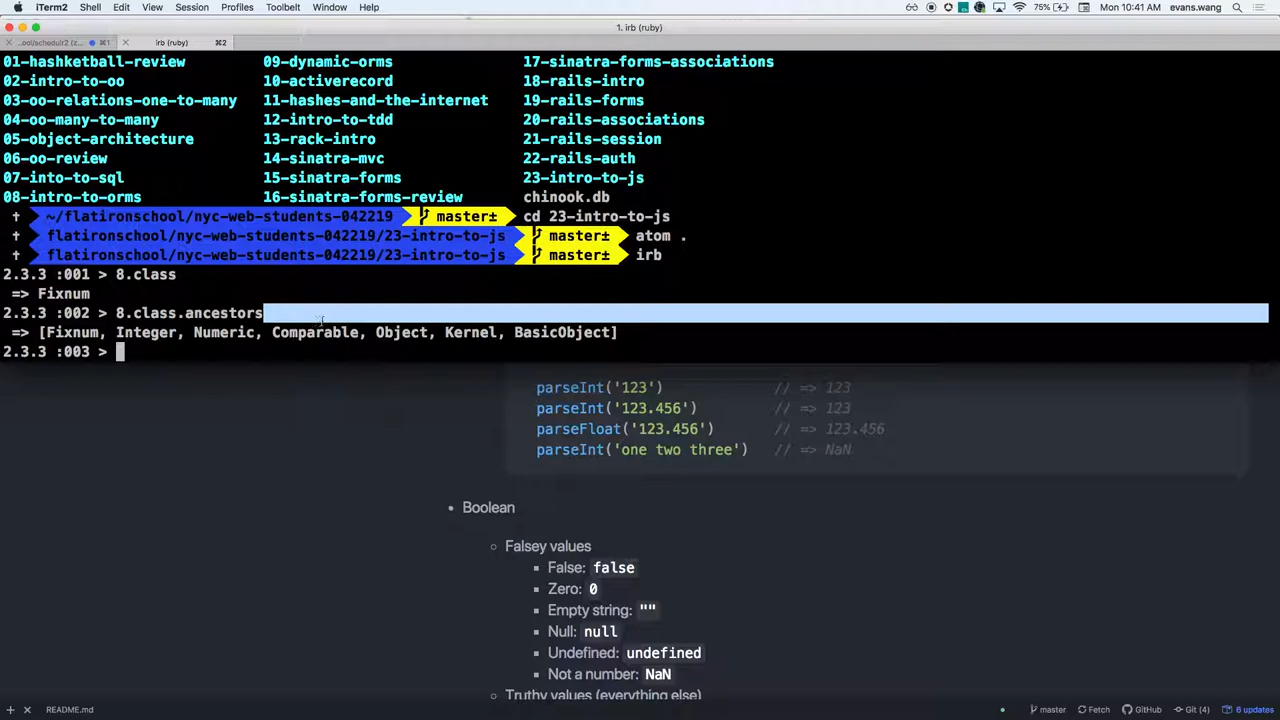 iTerm2 Shell Edit View Session Profiles Toolbelt Window Help 75% Mon 10:41 AM evans.wang
1. irb (ruby)
...ool/schedulr2 (z... ⌘1 irb (ruby) ⌘2
01-hashketball-review 09-dynamic-orms 17-sinatra-forms-associations
02-intro-to-oo 10-activerecord 18-rails-intro
03-oo-relations-one-to-many 11-hashes-and-the-internet 19-rails-forms
04-oo-many-to-many 12-intro-to-tdd 20-rails-associations
05-object-architecture 13-rack-intro 21-rails-session
06-oo-review 14-sinatra-mvc 22-rails-auth
07-into-to-sql 15-sinatra-forms 23-intro-to-js
08-intro-to-orms 16-sinatra-forms-review chinook.db
~/flatironschool/nyc-web-students-042219 master± cd 23-intro-to-js
flatironschool/nyc-web-students-042219/23-intro-to-js master± atom .
flatironschool/nyc-web-students-042219/23-intro-to-js master± irb
2.3.3 :001 > 8.class
=> Fixnum
2.3.3 :002 > 8.class.ancestors
=> [Fixnum, Integer, Numeric, Comparable, Object, Kernel, BasicObject]
2.3.3 :003 >
parseInt('123') // => 123
parseInt('123.456') // => 123
parseFloat('123.456') // => 123.456
parseInt('one two three') // => NaN
Boolean
Falsey values
False: false
Zero: 0
Empty string: ""
Null: null
Undefined: undefined
Not a number: NaN
Truthy values (everything else)
README.md master Fetch GitHub Git (4) 6 updates